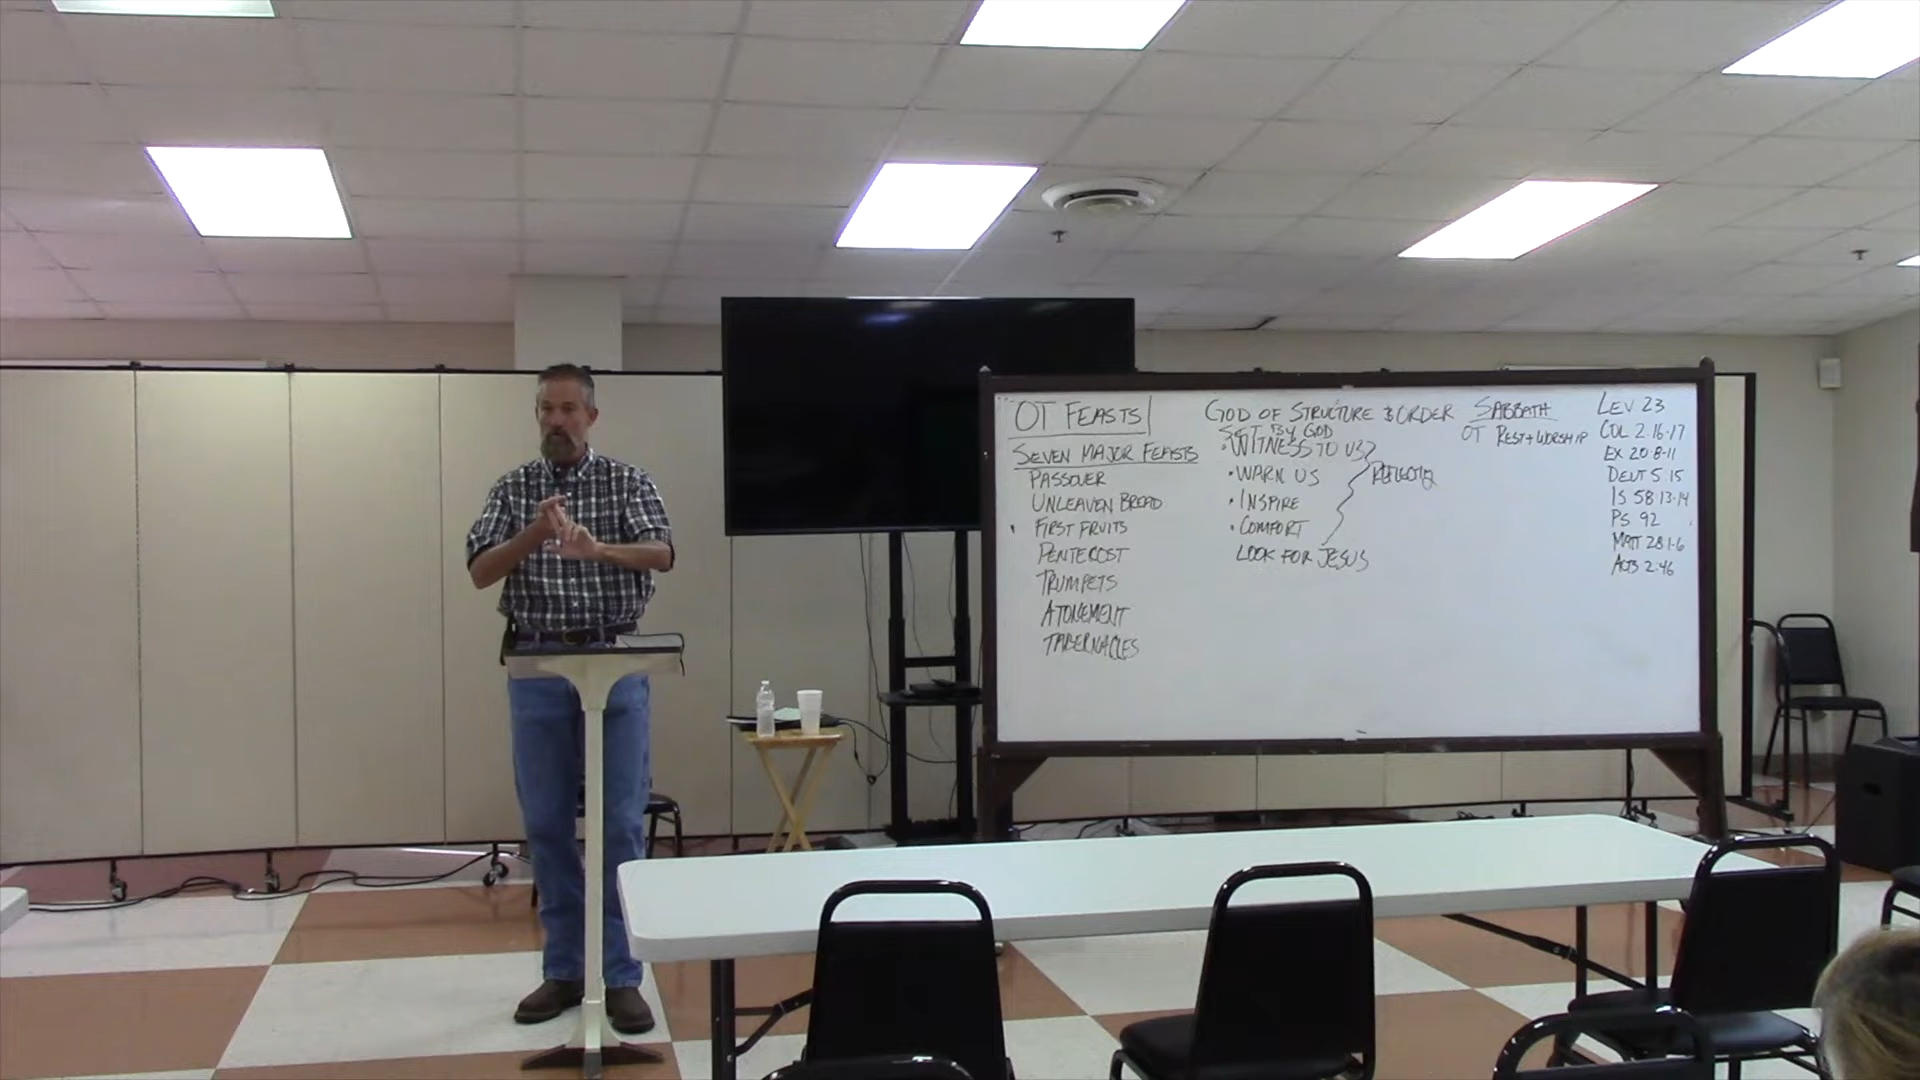 OT FEASTS
SEVEN MAJOR FEASTS
PASSOVER
UNLEAVEN BREAD
FIRST FRUITS
PENTECOST
TRUMPETS
ATONEMENT
TABERNACLES
GOD OF STRUCTURE & ORDER
SET BY GOD
• WITNESS TO US
• WARN US
• INSPIRE
• COMFORT
LOOK FOR JESUS
SABBATH
OT REST + WORSHIP
LEV 23
COL 2:16-17
EX 20:8-11
DEUT 5:15
IS 58:13-14
PS 92
MATT 28:1-6
ACTS 2:46